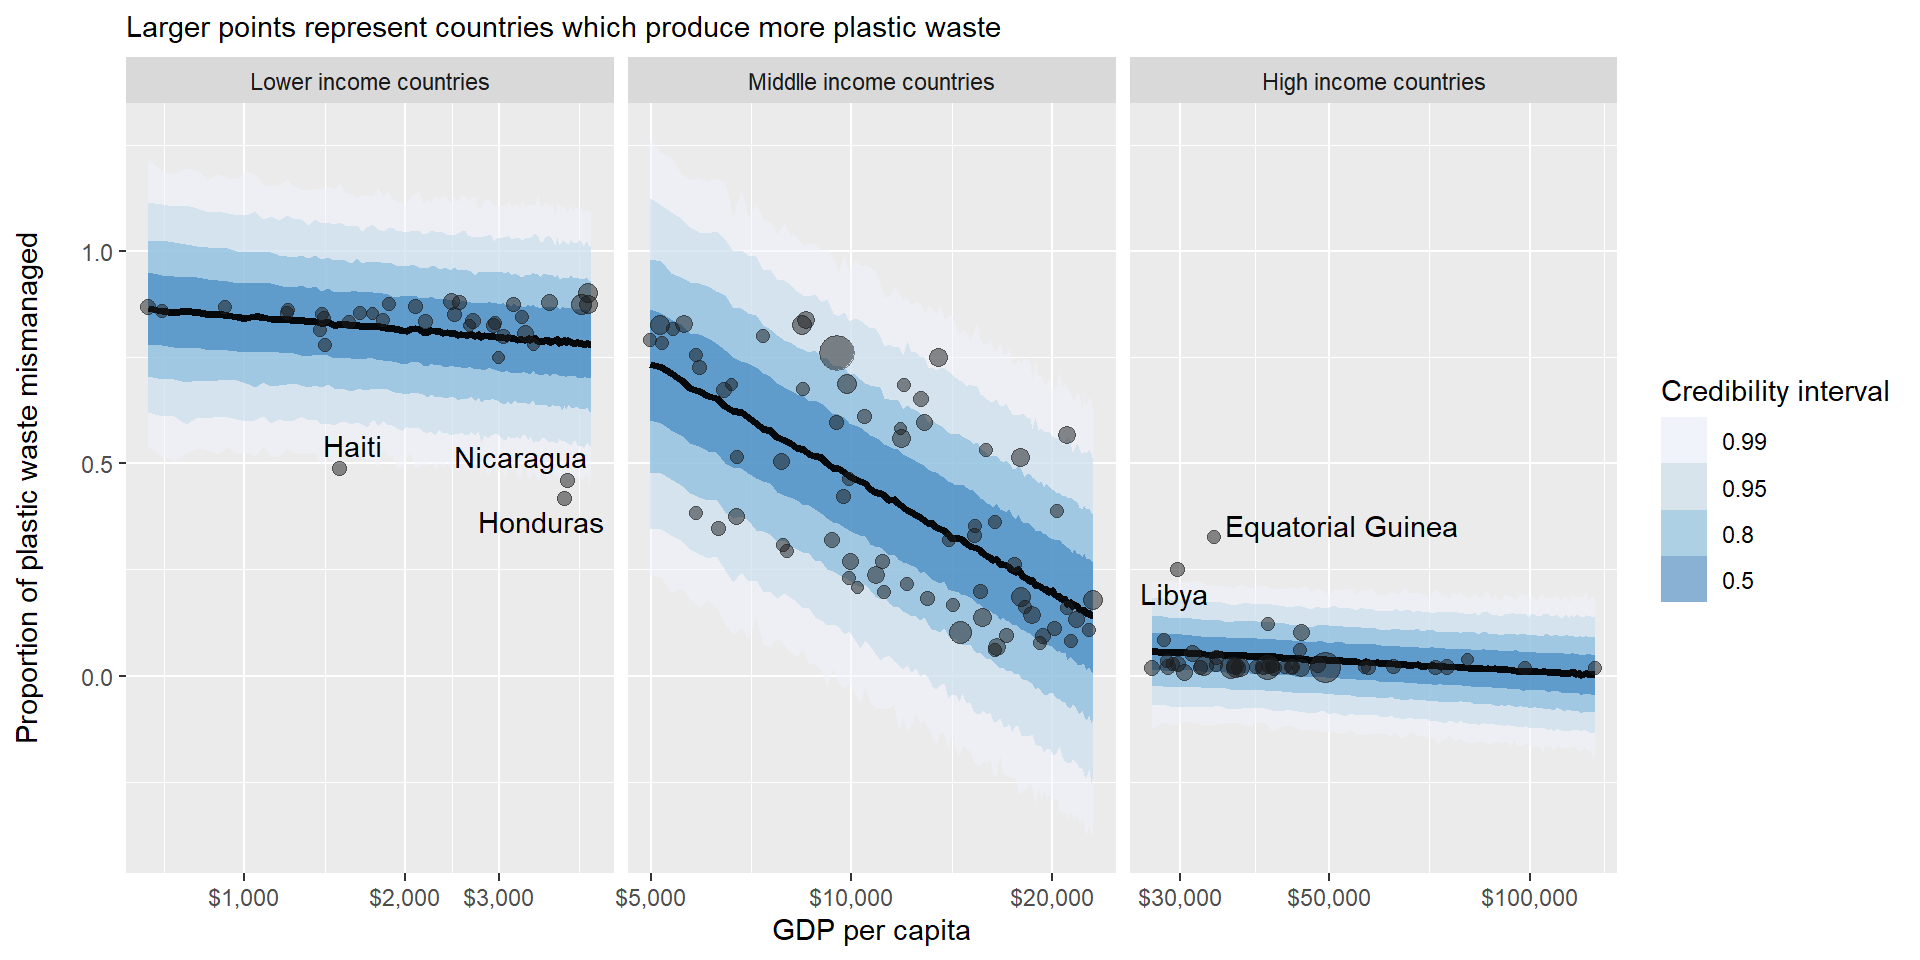 Larger points represent countries which produce more plastic waste
Lower income countries
Middlle income countries
High income countries
Proportion of plastic waste mismanaged
1.0
0.5
0.0
Haiti
Nicaragua
Honduras
Equatorial Guinea
Libya
$1,000
$2,000
$3,000
$5,000
$10,000
$20,000
$30,000
$50,000
$100,000
GDP per capita
Credibility interval
0.99
0.95
0.8
0.5